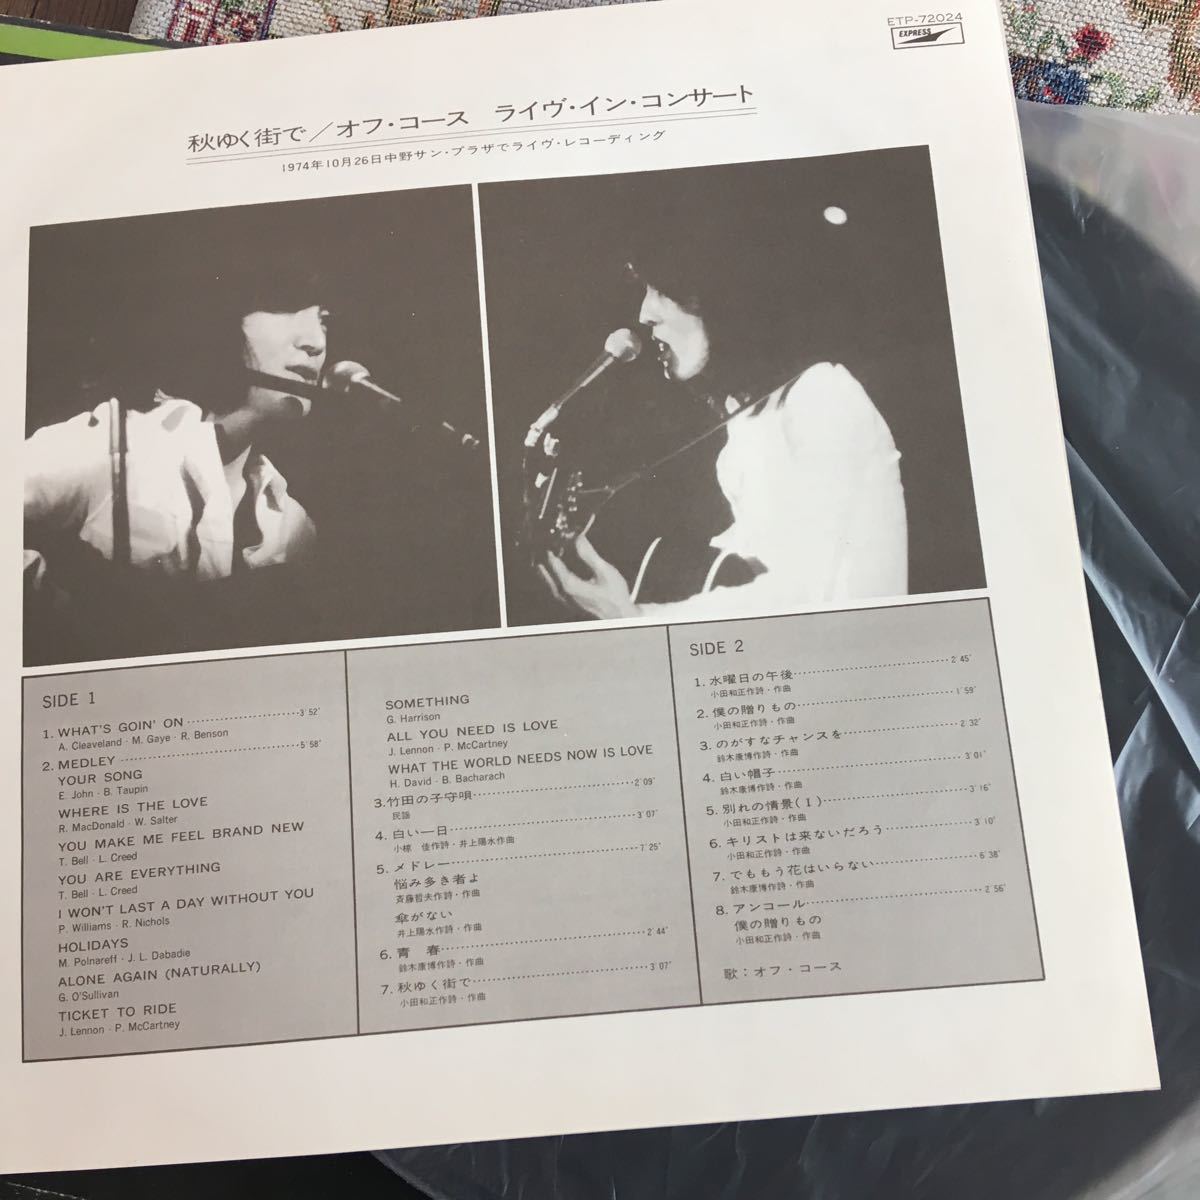 ETP-72024
EXPRESS
秋ゆく街で／オフ・コース ライヴ・イン・コンサート
1974年10月26日中野サン・プラザでライヴ・レコーディング
SIDE 1
1. WHAT'S GOIN' ON 3'52"
A. Cleaveland · M. Gaye · R. Benson
2. MEDLEY 5'58"
YOUR SONG
E. John · B. Taupin
WHERE IS THE LOVE
R. MacDonald · W. Salter
YOU MAKE ME FEEL BRAND NEW
T. Bell · L. Creed
YOU ARE EVERYTHING
T. Bell · L. Creed
I WON'T LAST A DAY WITHOUT YOU
P. Williams · R. Nichols
HOLIDAYS
M. Polnareff · J. L. Dabadie
ALONE AGAIN (NATURALLY)
G. O'Sullivan
TICKET TO RIDE
J. Lennon · P. McCartney
SOMETHING
G. Harrison
ALL YOU NEED IS LOVE
J. Lennon · P. McCartney
WHAT THE WORLD NEEDS NOW IS LOVE
H. David · B. Bacharach
3. 竹田の子守唄 2'09"
民謡
4. 白い一日 3'07"
小椋 佳作詩・井上陽水作曲
5. メドレー 7'25"
悩み多き者よ
斉藤哲夫作詩・作曲
傘がない
井上陽水作詩・作曲
6. 青 春 2'44"
鈴木康博作詩・作曲
7. 秋ゆく街で 3'07"
小田和正作詩・作曲
SIDE 2
1. 水曜日の午後 2'45"
小田和正作詩・作曲
2. 僕の贈りもの 1'59"
小田和正作詩・作曲
3. のがすなチャンスを 2'32"
鈴木康博作詩・作曲
4. 白い帽子 3'01"
鈴木康博作詩・作曲
5. 別れの情景(I) 3'16"
小田和正作詩・作曲
6. キリストは来ないだろう 3'10"
小田和正作詩・作曲
7. でももう花はいらない 6'38"
鈴木康博作詩・作曲
8. アンコール 2'56"
僕の贈りもの
小田和正作詩・作曲
歌：オフ・コース